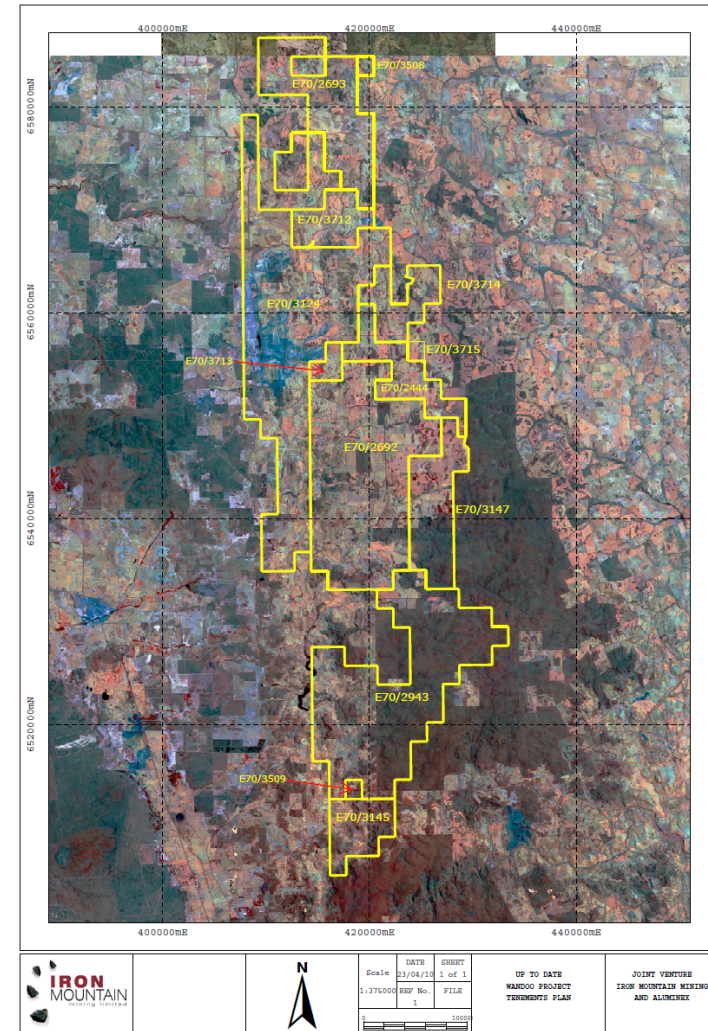 400000mE 420000mE 440000mE
E70/3508
E70/2693
6580000mN
E70/3712
E70/3714
E70/3124
6560000mN
E70/3715
E70/3713
E70/2444
E70/2692
E70/3147
6540000mN
E70/2943
6520000mN
E70/3509
E70/3145
400000mE 420000mE 440000mE
IRON
MOUNTAIN
mining limited
N
Scale
1:375000
DATE
23/04/10
SHEET
1 of 1
REF No.
1
FILE
0 10000
UP TO DATE
WANDOO PROJECT
TENEMENTS PLAN
JOINT VENTURE
IRON MOUNTAIN MINING
AND ALUMINEX